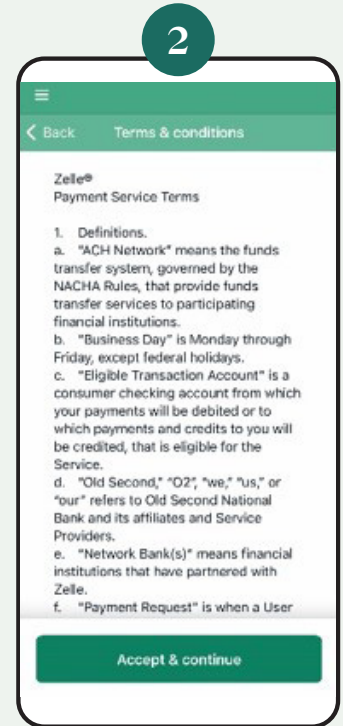 2
Back Terms & conditions
Zelle®
Payment Service Terms
1. Definitions.
a. "ACH Network" means the funds
transfer system, governed by the
NACHA Rules, that provide funds
transfer services to participating
financial institutions.
b. "Business Day" is Monday through
Friday, except federal holidays.
c. "Eligible Transaction Account" is a
consumer checking account from which
your payments will be debited or to
which payments and credits to you will
be credited, that is eligible for the
Service.
d. "Old Second," "O2", "we," "us," or
"our" refers to Old Second National
Bank and its affiliates and Service
Providers.
e. "Network Bank(s)" means financial
institutions that have partnered with
Zelle.
f. "Payment Request" is when a User
Accept & continue